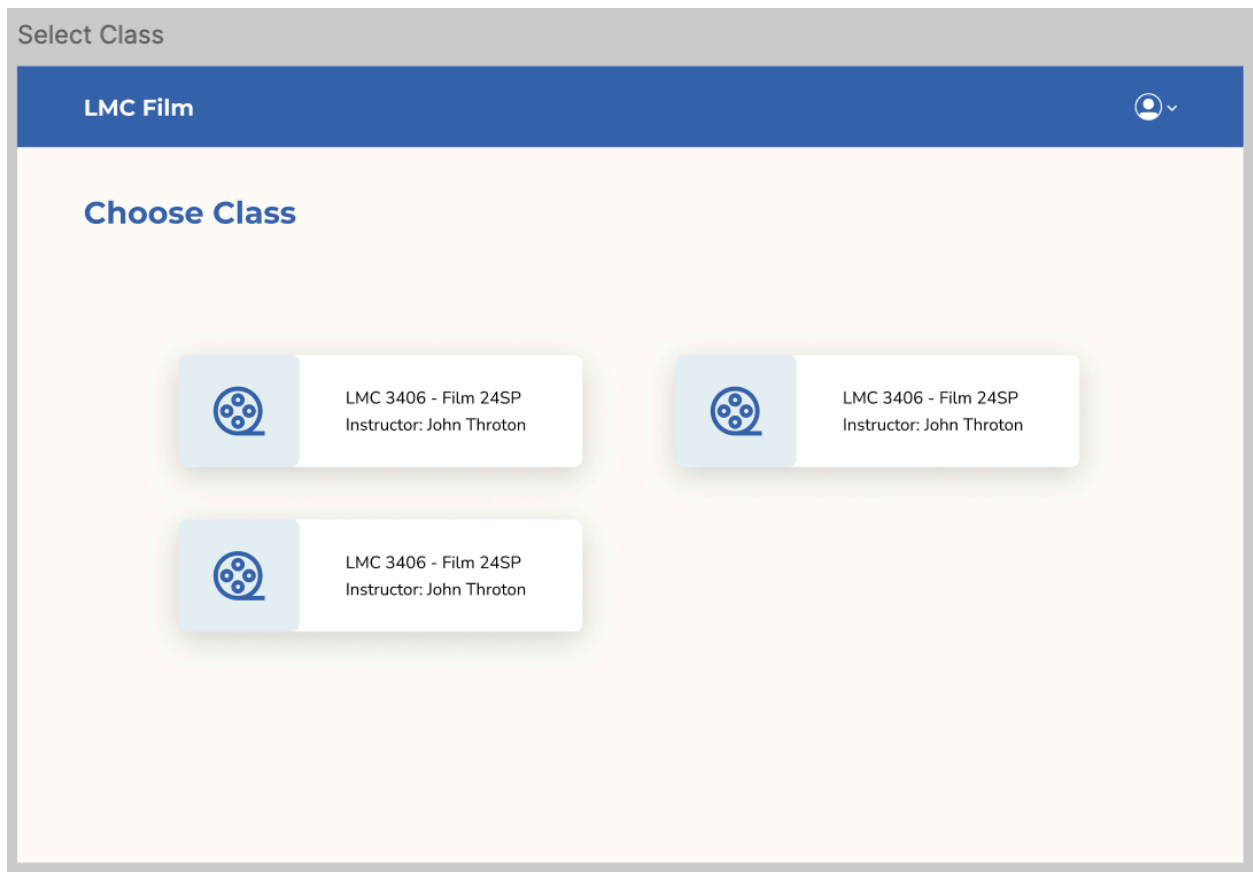 Select Class
LMC Film
Choose Class
LMC 3406 - Film 24SP
Instructor: John Throton
LMC 3406 - Film 24SP
Instructor: John Throton
LMC 3406 - Film 24SP
Instructor: John Throton